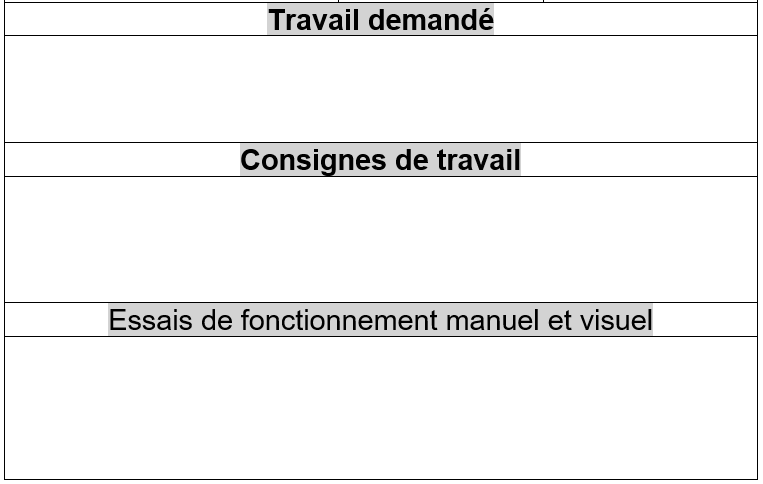 Travail demandé
Consignes de travail
Essais de fonctionnement manuel et visuel